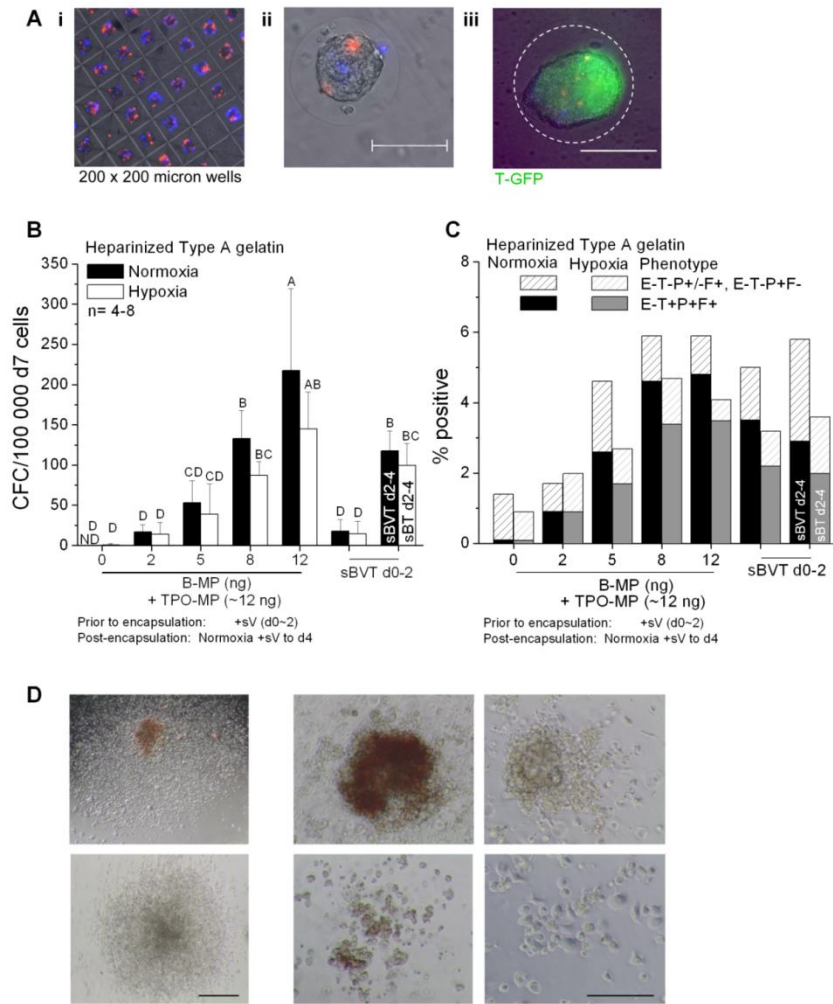 A i ii iii
200 x 200 micron wells
T-GFP
B
Heparinized Type A gelatin
Normoxia
Hypoxia
n= 4-8
CFC/100 000 d7 cells
350
300
250
200
150
100
50
0
D
ND
D
D
D
CD
CD
B
BC
A
AB
D
D
B
BC
sBVT d2-4
sBT d2-4
0 2 5 8 12
B-MP (ng)
+ TPO-MP (~12 ng)
sBVT d0-2
Prior to encapsulation: +sV (d0~2)
Post-encapsulation: Normoxia +sV to d4
C
Heparinized Type A gelatin
Normoxia Hypoxia Phenotype
E-T-P+/-F+, E-T-P+F-
E-T+P+F+
% positive
8
6
4
2
0
sBVT d2-4
sBT d2-4
0 2 5 8 12
B-MP (ng)
+ TPO-MP (~12 ng)
sBVT d0-2
Prior to encapsulation: +sV (d0~2)
Post-encapsulation: Normoxia +sV to d4
D